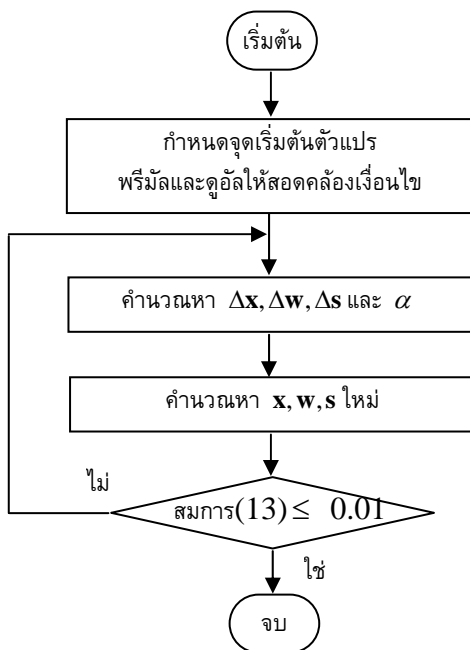 เริ่มต้น
กำหนดจุดเริ่มต้นตัวแปร
พรีมัลและดูอัลให้สอดคล้องเงื่อนไข
คำนวณหา Δx, Δw, Δs และ α
คำนวณหา x, w, s ใหม่
ไม่
สมการ(13) ≤ 0.01
ใช่
จบ